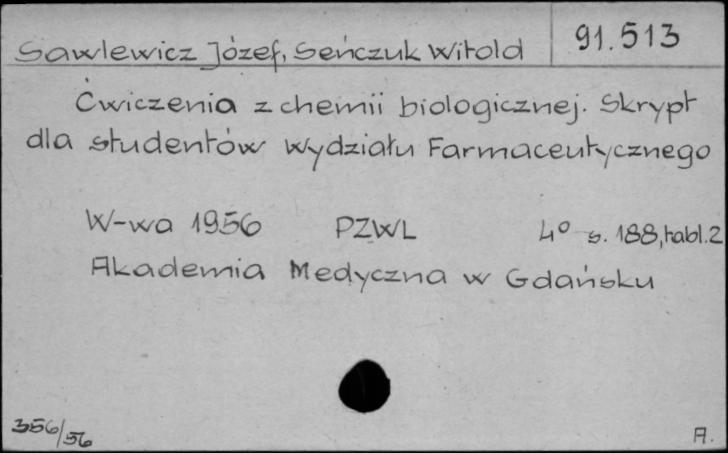 91.513
Sawlewicz Józef, Seńczuk Witold
Ćwiczenia z chemii biologicznej. Skrypt
dla studentów Wydziału Farmaceutycznego
W-wa 1956 PZWL 4° s. 188, tabl. 2
Akademia Medyczna w Gdańsku
356/56
A.